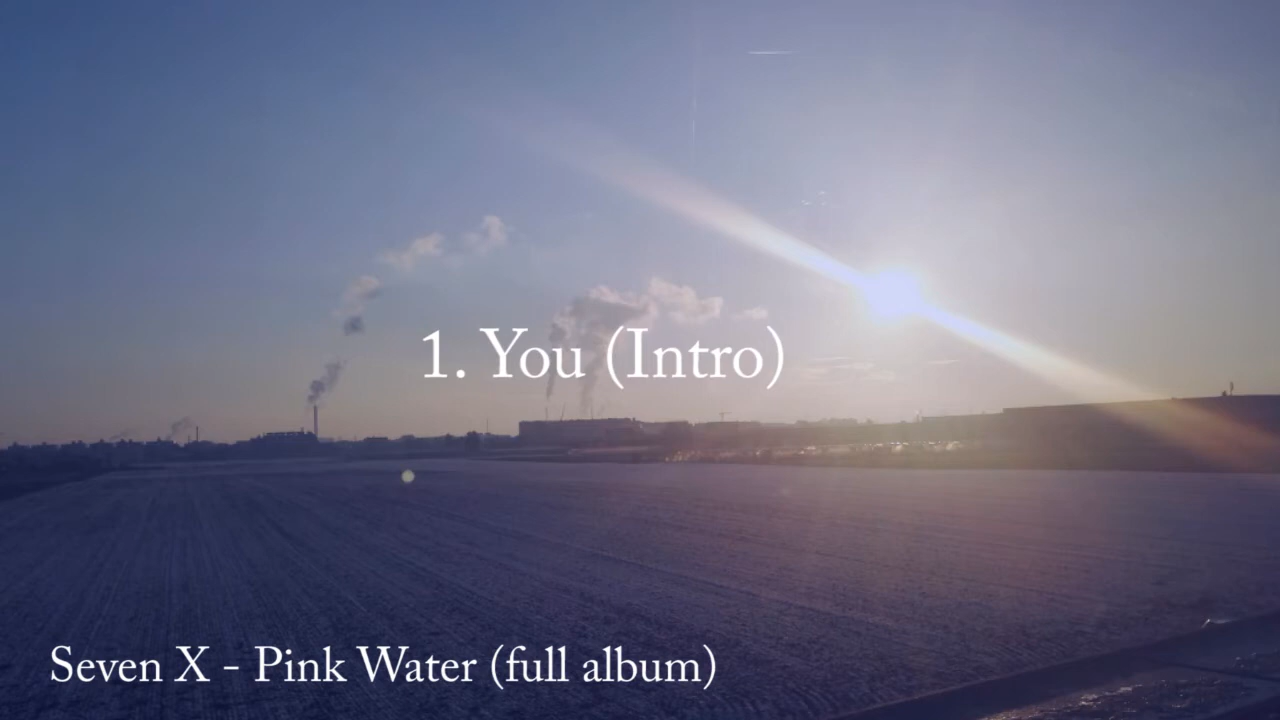 1. You (Intro)
Seven X - Pink Water (full album)